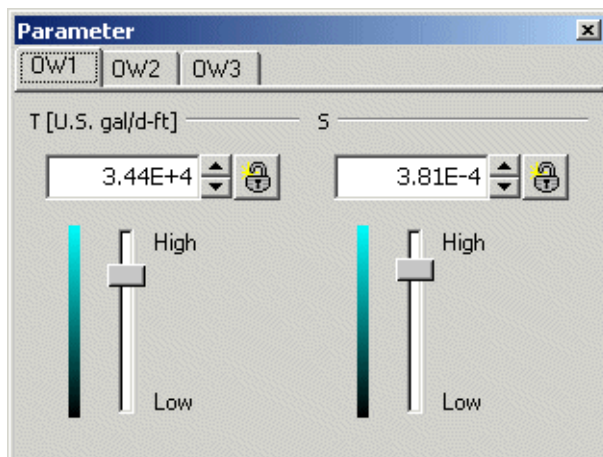 Parameter
OW1 OW2 OW3
T [U.S. gal/d-ft] S
3.44E+4 3.81E-4
High High
Low Low